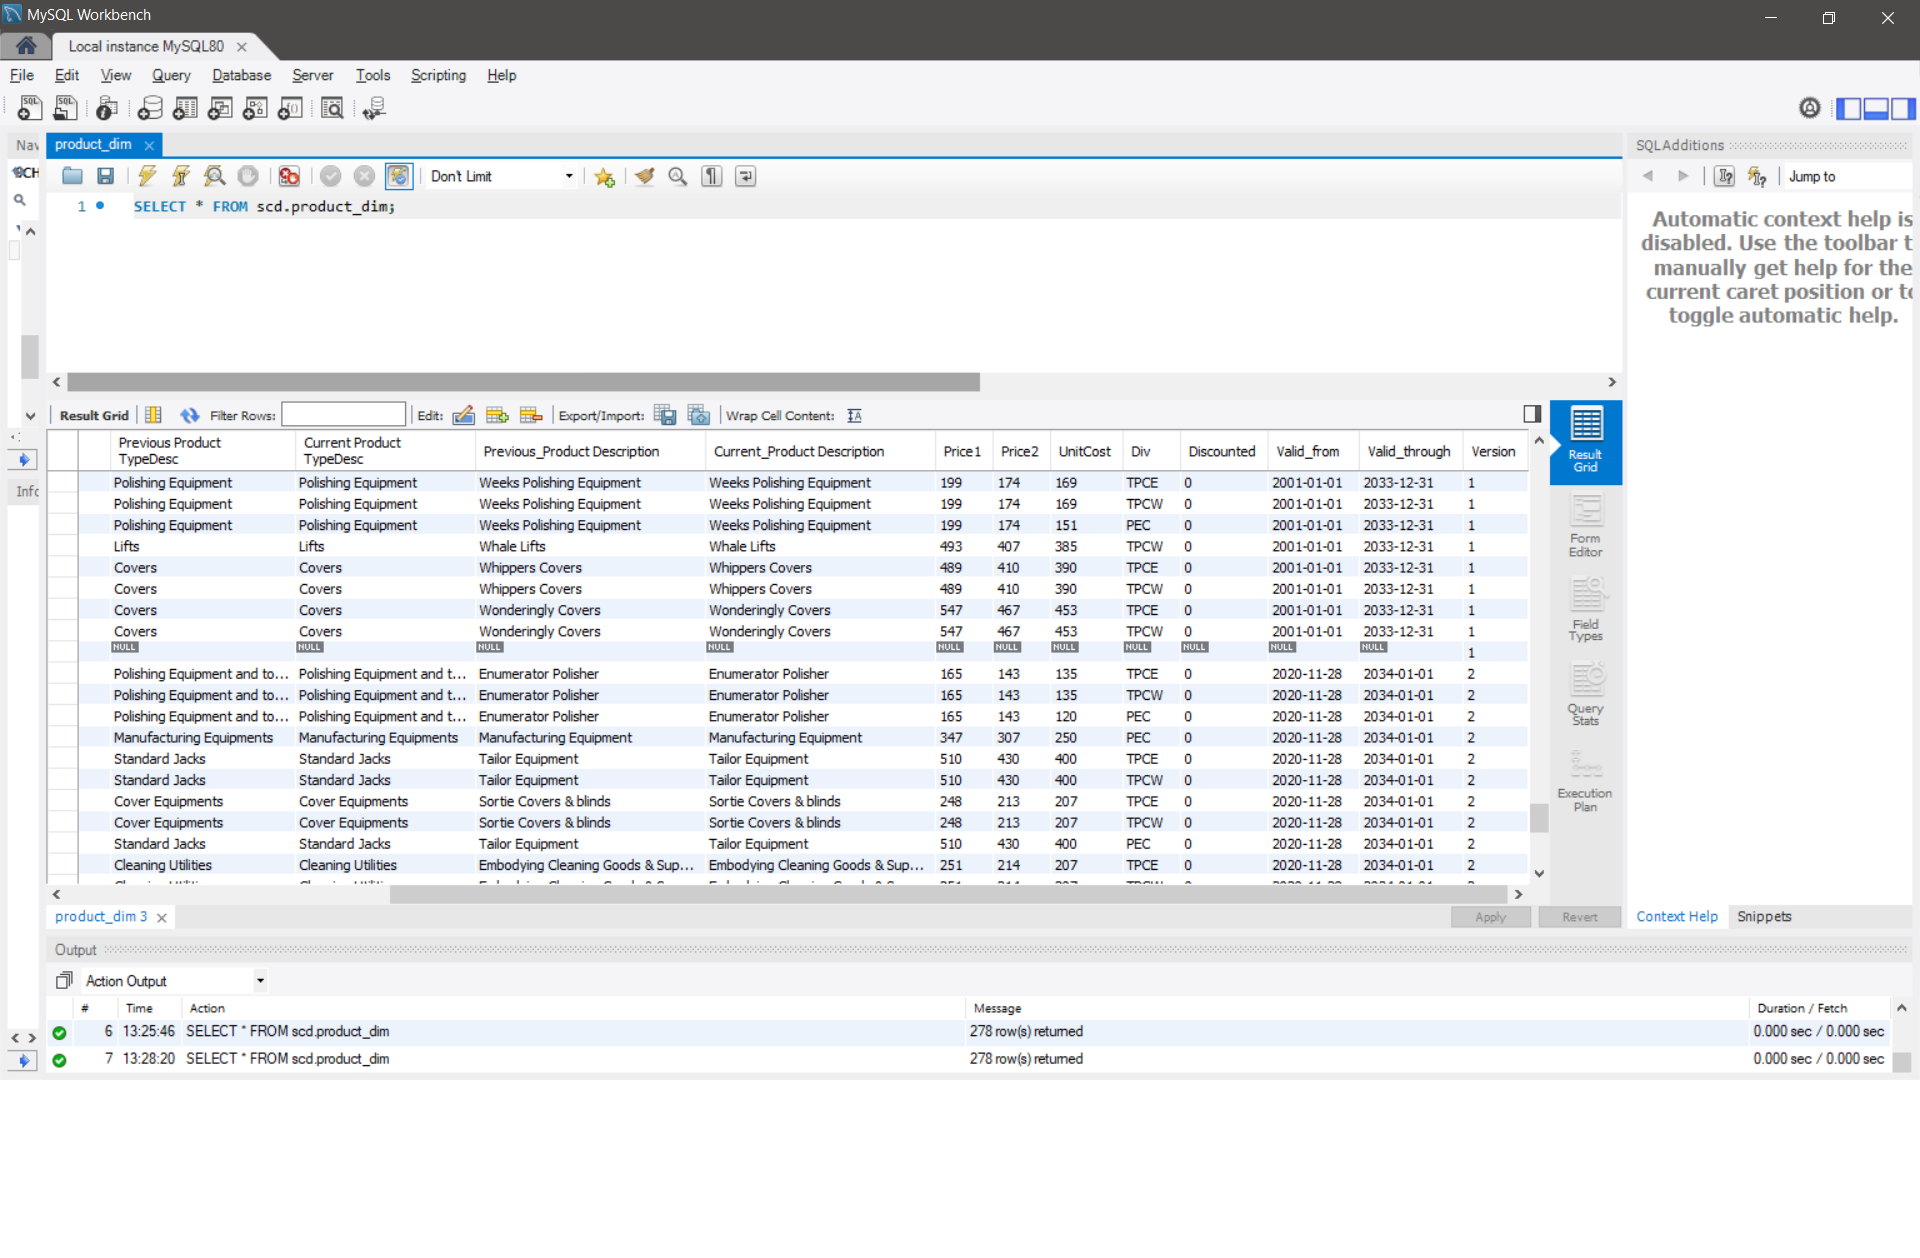 MySQL Workbench
Local instance MySQL80
File Edit View Query Database Server Tools Scripting Help
Nav
product_dim
SQLAdditions
SCH
Don't Limit
Jump to
1 SELECT * FROM scd.product_dim;
Automatic context help is
disabled. Use the toolbar t
manually get help for the
current caret position or to
toggle automatic help.
Result Grid Filter Rows: Edit: Export/Import: Wrap Cell Content:
Previous Product TypeDesc Current Product TypeDesc Previous_Product Description Current_Product Description Price1 Price2 UnitCost Div Discounted Valid_from Valid_through Version
Polishing Equipment Polishing Equipment Weeks Polishing Equipment Weeks Polishing Equipment 199 174 169 TPCE 0 2001-01-01 2033-12-31 1
Polishing Equipment Polishing Equipment Weeks Polishing Equipment Weeks Polishing Equipment 199 174 169 TPCW 0 2001-01-01 2033-12-31 1
Polishing Equipment Polishing Equipment Weeks Polishing Equipment Weeks Polishing Equipment 199 174 151 PEC 0 2001-01-01 2033-12-31 1
Lifts Lifts Whale Lifts Whale Lifts 493 407 385 TPCW 0 2001-01-01 2033-12-31 1
Covers Covers Whippers Covers Whippers Covers 489 410 390 TPCE 0 2001-01-01 2033-12-31 1
Covers Covers Whippers Covers Whippers Covers 489 410 390 TPCW 0 2001-01-01 2033-12-31 1
Covers Covers Wonderingly Covers Wonderingly Covers 547 467 453 TPCE 0 2001-01-01 2033-12-31 1
Covers Covers Wonderingly Covers Wonderingly Covers 547 467 453 TPCW 0 2001-01-01 2033-12-31 1
NULL NULL NULL NULL NULL NULL NULL NULL NULL NULL NULL 1
Polishing Equipment and to... Polishing Equipment and t... Enumerator Polisher Enumerator Polisher 165 143 135 TPCE 0 2020-11-28 2034-01-01 2
Polishing Equipment and to... Polishing Equipment and t... Enumerator Polisher Enumerator Polisher 165 143 135 TPCW 0 2020-11-28 2034-01-01 2
Polishing Equipment and to... Polishing Equipment and t... Enumerator Polisher Enumerator Polisher 165 143 120 PEC 0 2020-11-28 2034-01-01 2
Manufacturing Equipments Manufacturing Equipments Manufacturing Equipment Manufacturing Equipment 347 307 250 PEC 0 2020-11-28 2034-01-01 2
Standard Jacks Standard Jacks Tailor Equipment Tailor Equipment 510 430 400 TPCE 0 2020-11-28 2034-01-01 2
Standard Jacks Standard Jacks Tailor Equipment Tailor Equipment 510 430 400 TPCW 0 2020-11-28 2034-01-01 2
Cover Equipments Cover Equipments Sortie Covers & blinds Sortie Covers & blinds 248 213 207 TPCE 0 2020-11-28 2034-01-01 2
Cover Equipments Cover Equipments Sortie Covers & blinds Sortie Covers & blinds 248 213 207 TPCW 0 2020-11-28 2034-01-01 2
Standard Jacks Standard Jacks Tailor Equipment Tailor Equipment 510 430 400 PEC 0 2020-11-28 2034-01-01 2
Cleaning Utilities Cleaning Utilities Embodying Cleaning Goods & Sup... Embodying Cleaning Goods & Sup... 251 214 207 TPCE 0 2020-11-28 2034-01-01 2
Result Grid
Form Editor
Field Types
Query Stats
Execution Plan
Info
product_dim 3
Apply Revert
Context Help Snippets
Output
Action Output
# Time Action Message Duration / Fetch
6 13:25:46 SELECT * FROM scd.product_dim 278 row(s) returned 0.000 sec / 0.000 sec
7 13:28:20 SELECT * FROM scd.product_dim 278 row(s) returned 0.000 sec / 0.000 sec